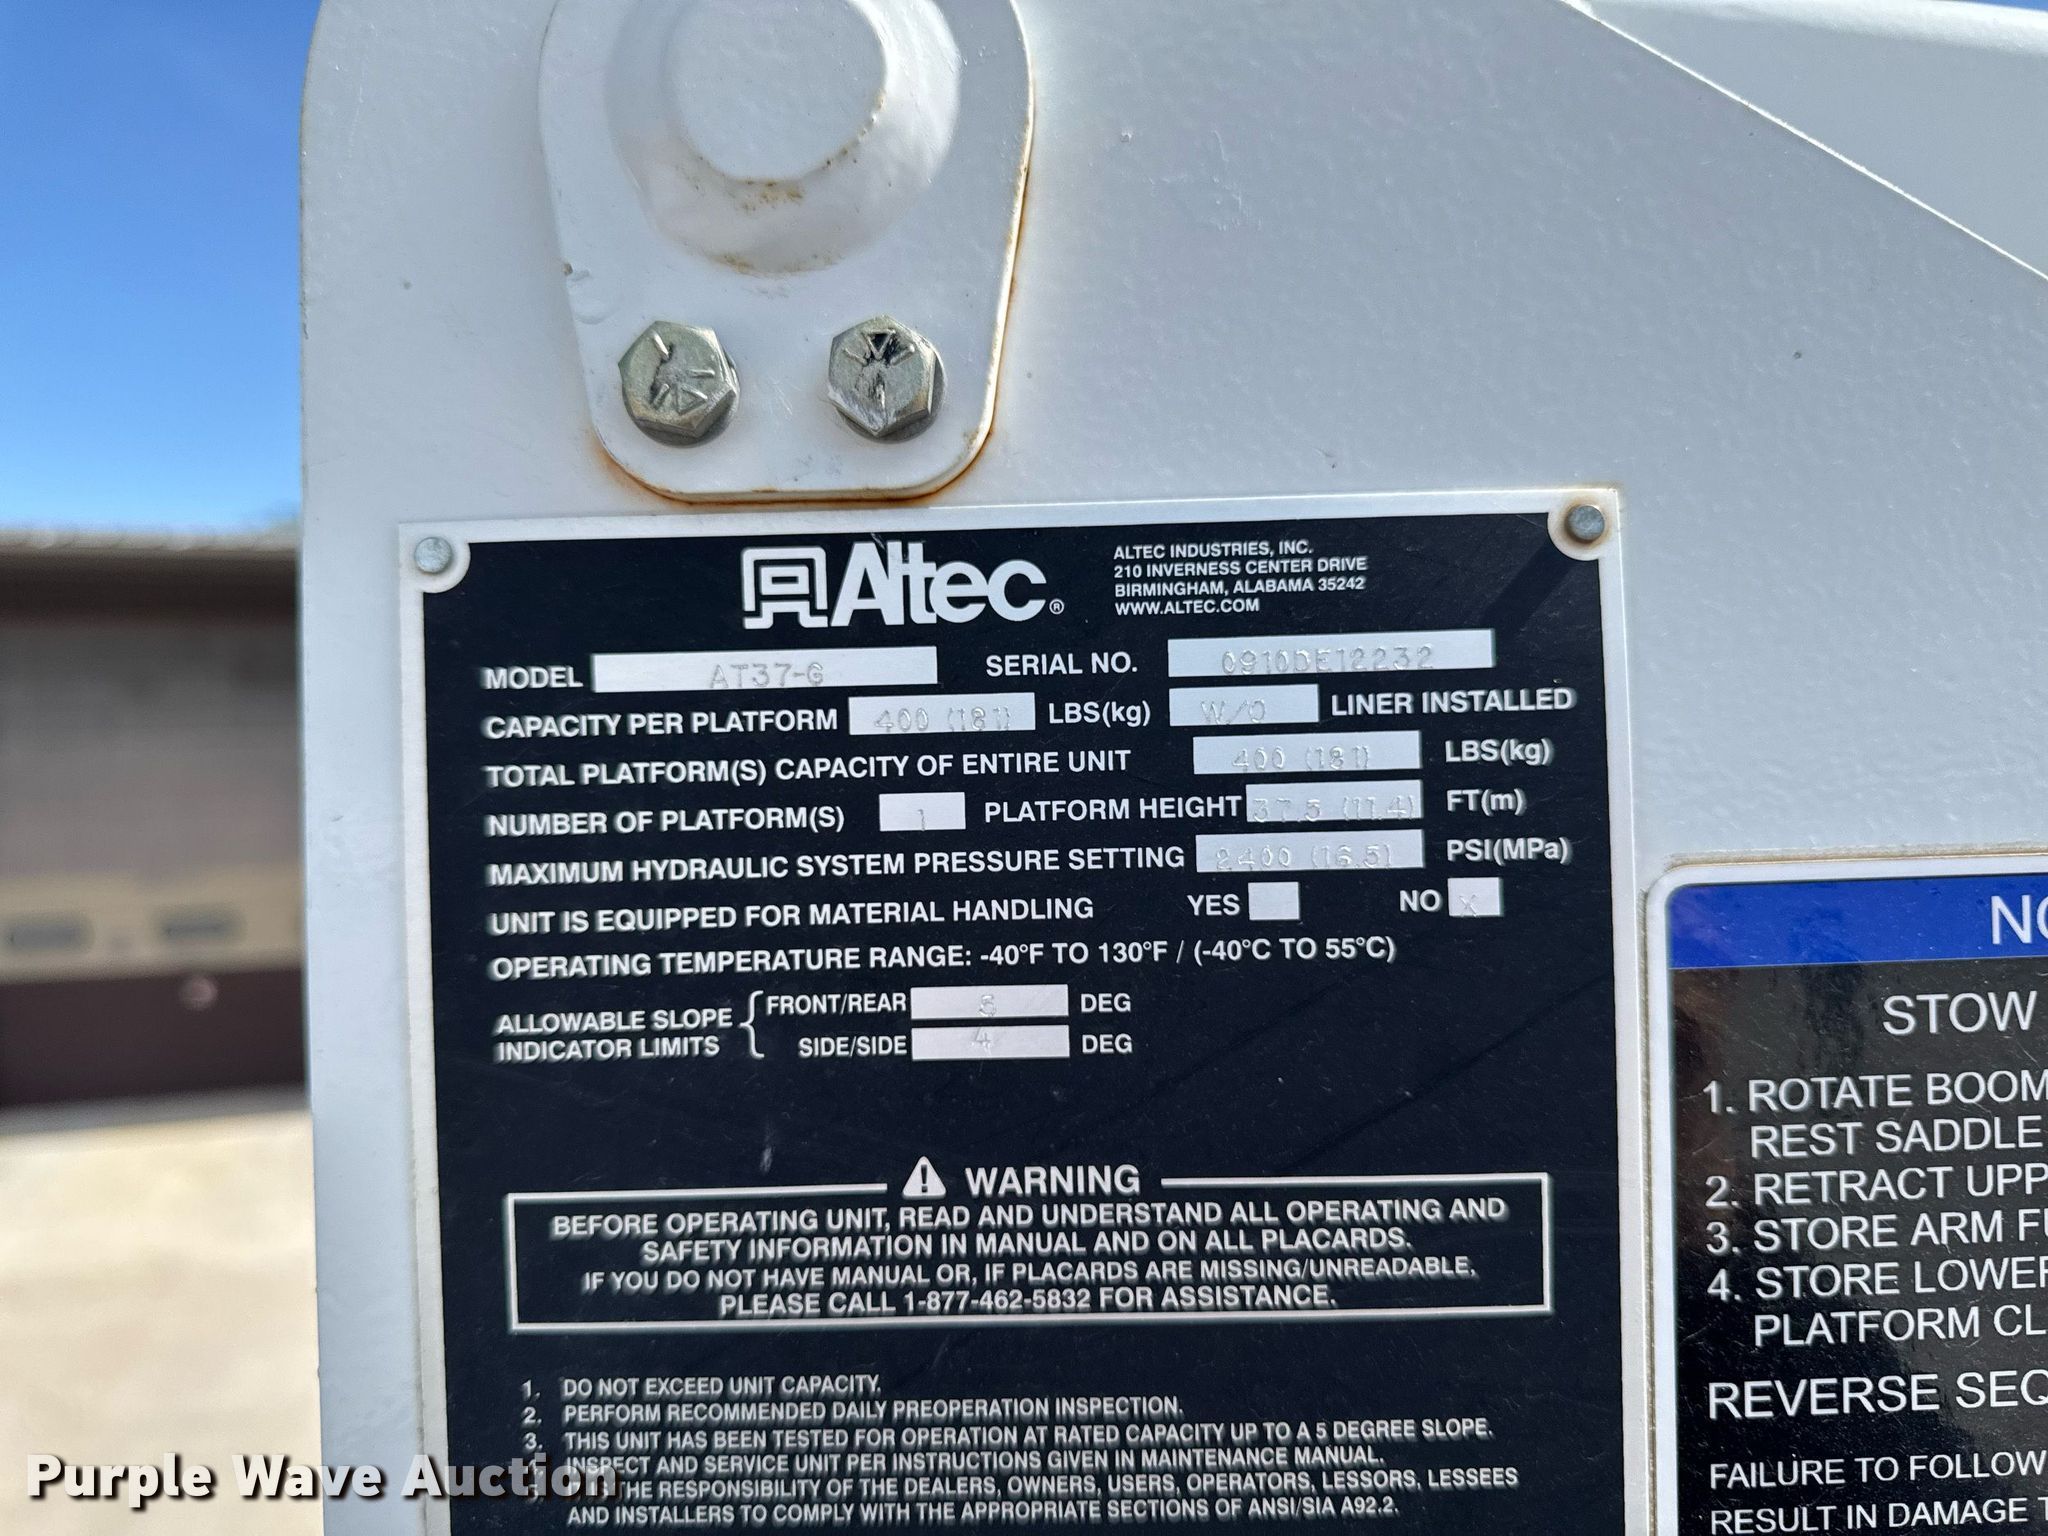 Altec®
ALTEC INDUSTRIES, INC.
210 INVERNESS CENTER DRIVE
BIRMINGHAM, ALABAMA 35242
WWW.ALTEC.COM
MODEL AT37-G SERIAL NO. 0910DE12232
CAPACITY PER PLATFORM 400 (181) LBS(kg) W/O LINER INSTALLED
TOTAL PLATFORM(S) CAPACITY OF ENTIRE UNIT 400 (181) LBS(kg)
NUMBER OF PLATFORM(S) 1 PLATFORM HEIGHT 37.5 (11.4) FT(m)
MAXIMUM HYDRAULIC SYSTEM PRESSURE SETTING 2400 (16.5) PSI(MPa)
UNIT IS EQUIPPED FOR MATERIAL HANDLING YES NO X
OPERATING TEMPERATURE RANGE: -40°F TO 130°F / (-40°C TO 55°C)
ALLOWABLE SLOPE INDICATOR LIMITS
FRONT/REAR DEG
SIDE/SIDE 4 DEG
WARNING
BEFORE OPERATING UNIT, READ AND UNDERSTAND ALL OPERATING AND
SAFETY INFORMATION IN MANUAL AND ON ALL PLACARDS.
IF YOU DO NOT HAVE MANUAL OR, IF PLACARDS ARE MISSING/UNREADABLE,
PLEASE CALL 1-877-462-5832 FOR ASSISTANCE.
1. DO NOT EXCEED UNIT CAPACITY.
2. PERFORM RECOMMENDED DAILY PREOPERATION INSPECTION.
3. THIS UNIT HAS BEEN TESTED FOR OPERATION AT RATED CAPACITY UP TO A 5 DEGREE SLOPE.
INSPECT AND SERVICE UNIT PER INSTRUCTIONS GIVEN IN MAINTENANCE MANUAL.
THE RESPONSIBILITY OF THE DEALERS, OWNERS, USERS, OPERATORS, LESSORS, LESSEES
AND INSTALLERS TO COMPLY WITH THE APPROPRIATE SECTIONS OF ANSI/SIA A92.2.
NO
STOW
1. ROTATE BOOM
REST SADDLE
2. RETRACT UPP
3. STORE ARM FU
4. STORE LOWER
PLATFORM CL
REVERSE SEQ
FAILURE TO FOLLOW
RESULT IN DAMAGE T
Purple Wave Auction